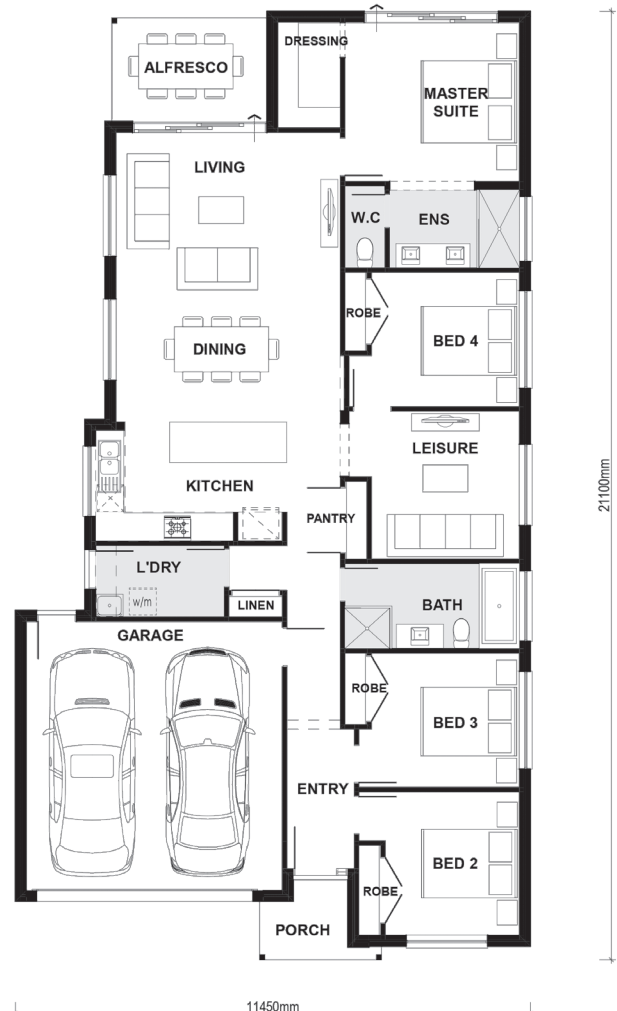 DRESSING
ALFRESCO
MASTER
SUITE
LIVING
W.C
ENS
ROBE
BED 4
DINING
LEISURE
KITCHEN
PANTRY
21100mm
L'DRY
w/m
LINEN
BATH
GARAGE
ROBE
BED 3
ENTRY
BED 2
ROBE
PORCH
11450mm